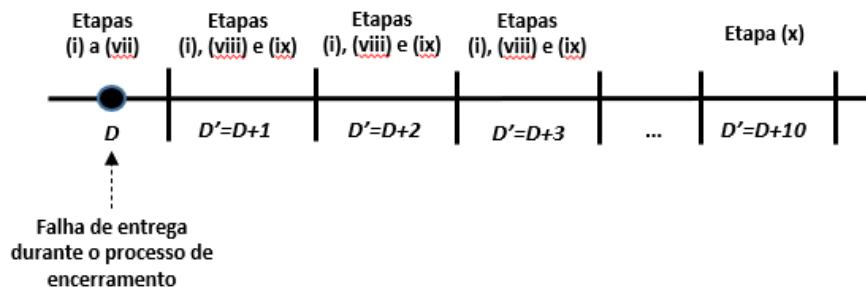 Etapas
(i) a (vii)
Etapas
(i), (viii) e (ix)
Etapas
(i), (viii) e (ix)
Etapas
(i), (viii) e (ix)
Etapa (x)
D
D'=D+1
D'=D+2
D'=D+3
...
D'=D+10
Falha de entrega
durante o processo de
encerramento